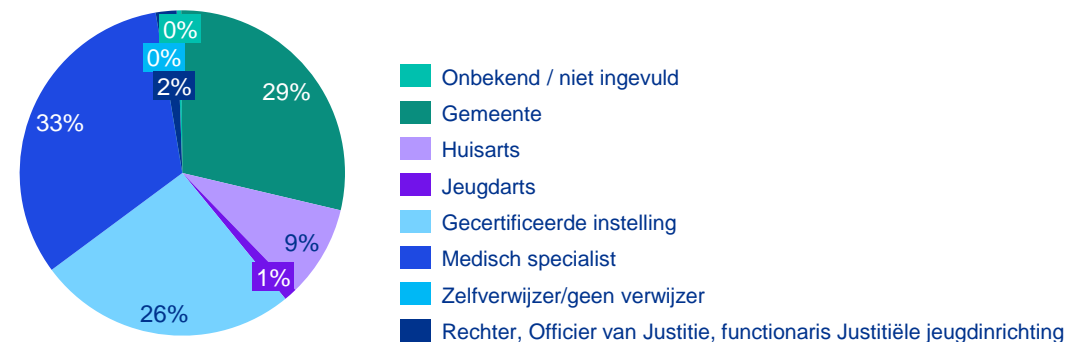 0%
0%
2%
29%
33%
9%
1%
26%
Onbekend / niet ingevuld
Gemeente
Huisarts
Jeugdarts
Gecertificeerde instelling
Medisch specialist
Zelfverwijzer/geen verwijzer
Rechter, Officier van Justitie, functionaris Justitiële jeugdinrichting